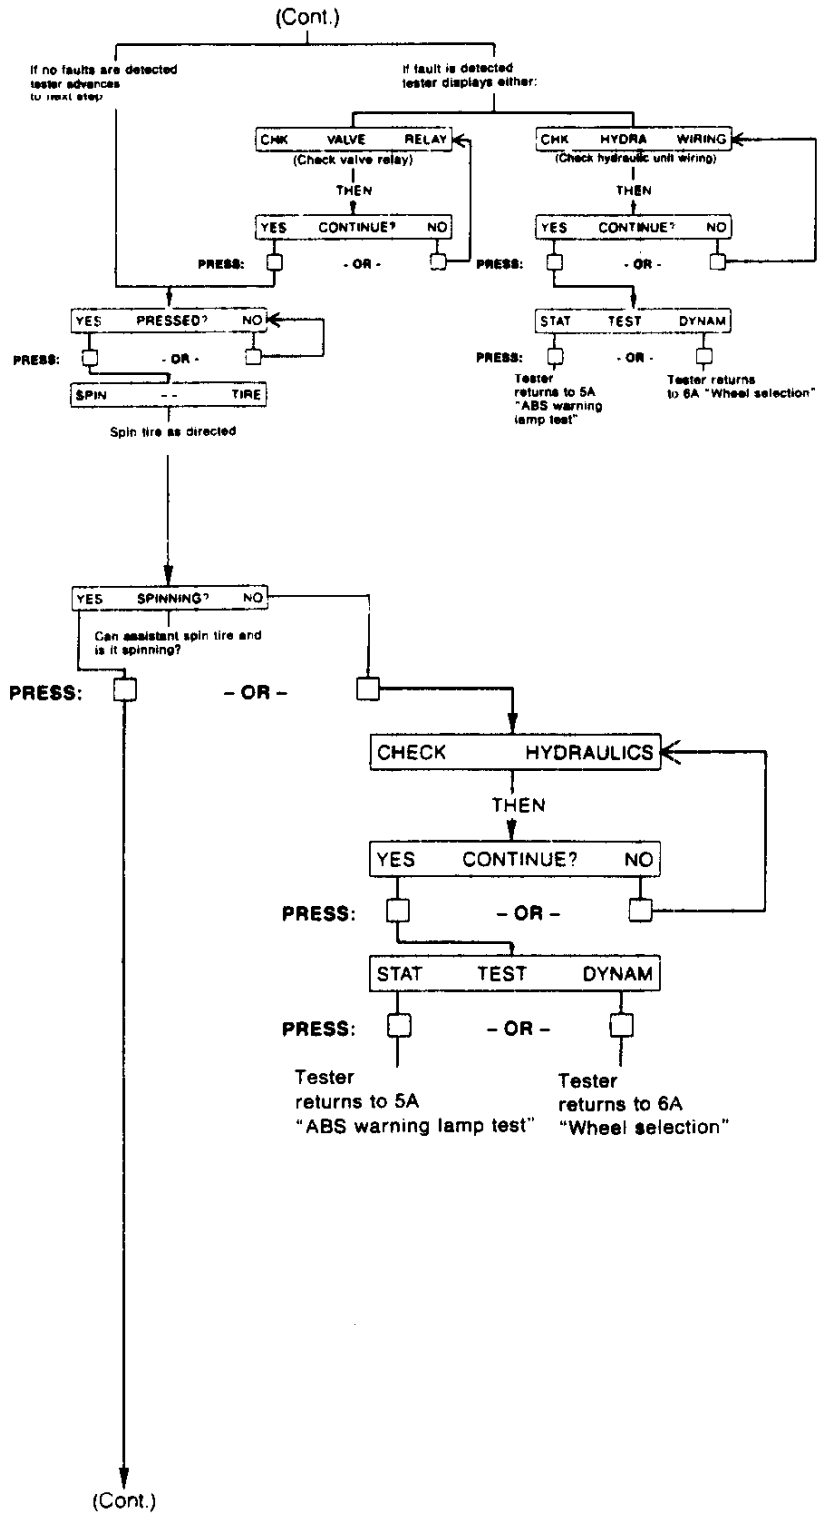 (Cont.)
If no faults are detected
tester advances
to next step
If fault is detected
tester displays either:
CHK VALVE RELAY
(Check valve relay)
THEN
YES CONTINUE? NO
PRESS: - OR -
CHK HYDRA WIRING
(Check hydraulic unit wiring)
THEN
YES CONTINUE? NO
PRESS: - OR -
YES PRESSED? NO
PRESS: - OR -
SPIN - - TIRE
Spin tire as directed
STAT TEST DYNAM
PRESS: - OR -
Tester
returns to 5A
"ABS warning
lamp test"
Tester returns
to 6A "Wheel selection"
YES SPINNING? NO
Can assistant spin tire and
is it spinning?
PRESS: - OR -
CHECK HYDRAULICS
THEN
YES CONTINUE? NO
PRESS: - OR -
STAT TEST DYNAM
PRESS: - OR -
Tester
returns to 5A
"ABS warning lamp test"
Tester
returns to 6A
"Wheel selection"
(Cont.)